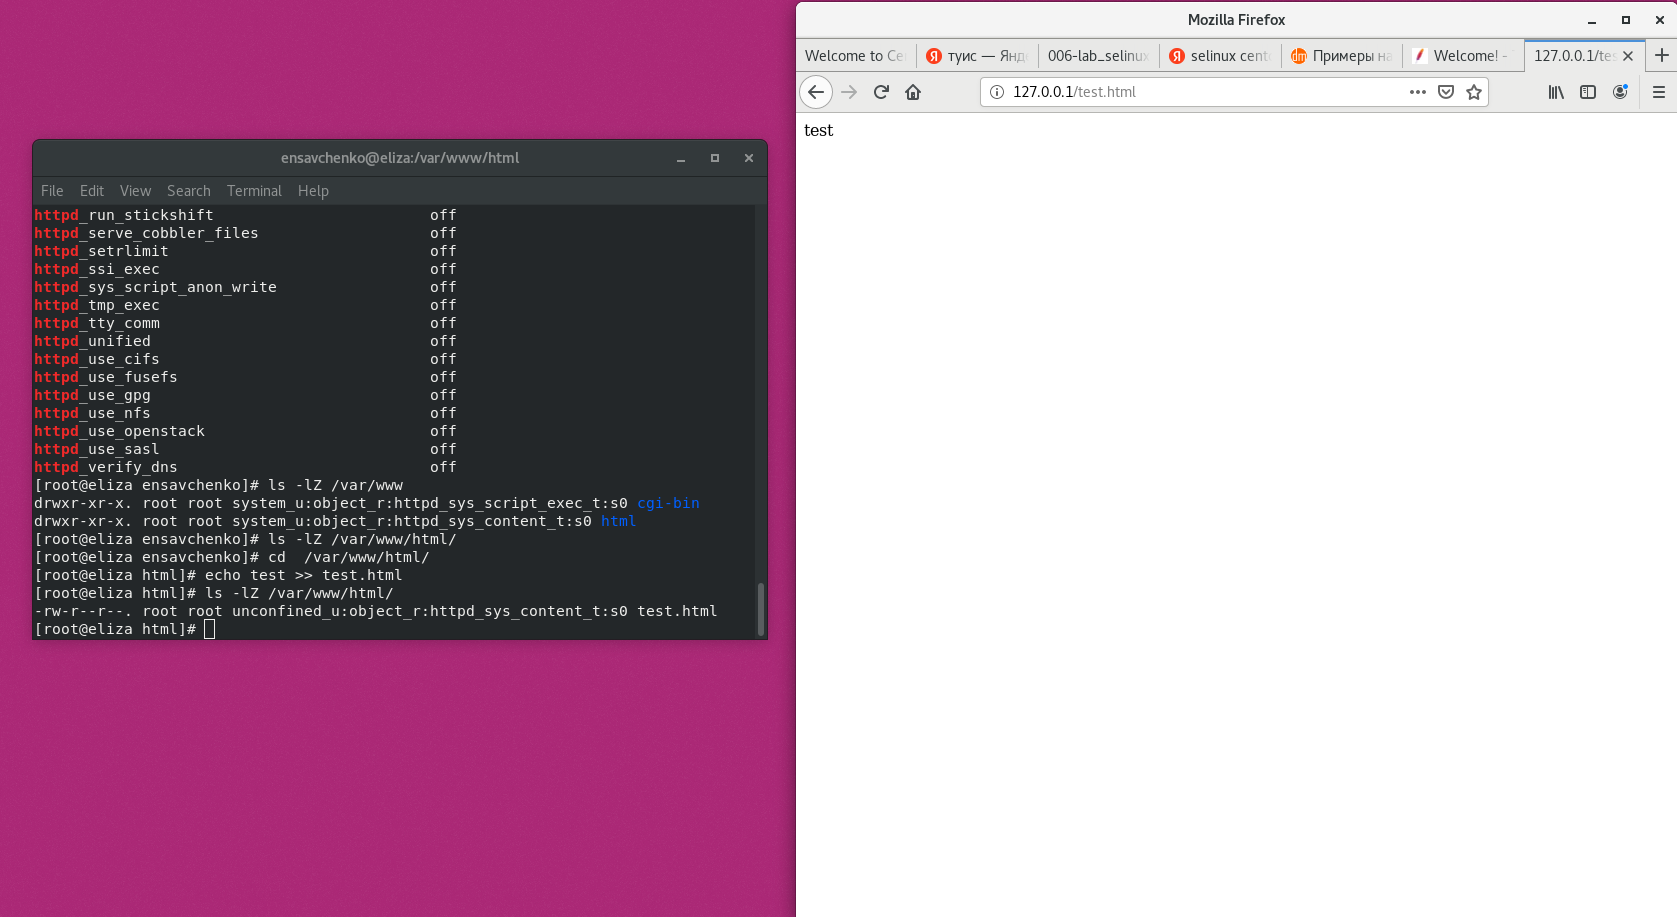 ensavchenko@eliza:/var/www/html
File Edit View Search Terminal Help
httpd_run_stickshift off
httpd_serve_cobbler_files off
httpd_setrlimit off
httpd_ssi_exec off
httpd_sys_script_anon_write off
httpd_tmp_exec off
httpd_tty_comm off
httpd_unified off
httpd_use_cifs off
httpd_use_fusefs off
httpd_use_gpg off
httpd_use_nfs off
httpd_use_openstack off
httpd_use_sasl off
httpd_verify_dns off
[root@eliza ensavchenko]# ls -lZ /var/www
drwxr-xr-x. root root system_u:object_r:httpd_sys_script_exec_t:s0 cgi-bin
drwxr-xr-x. root root system_u:object_r:httpd_sys_content_t:s0 html
[root@eliza ensavchenko]# ls -lZ /var/www/html/
[root@eliza ensavchenko]# cd  /var/www/html/
[root@eliza html]# echo test >> test.html
[root@eliza html]# ls -lZ /var/www/html/
-rw-r--r--. root root unconfined_u:object_r:httpd_sys_content_t:s0 test.html
[root@eliza html]#
Mozilla Firefox
Welcome to Ce туис — Янд 006-lab_selinux selinux cent Примеры на Welcome! - 127.0.0.1/tes
127.0.0.1/test.html
test